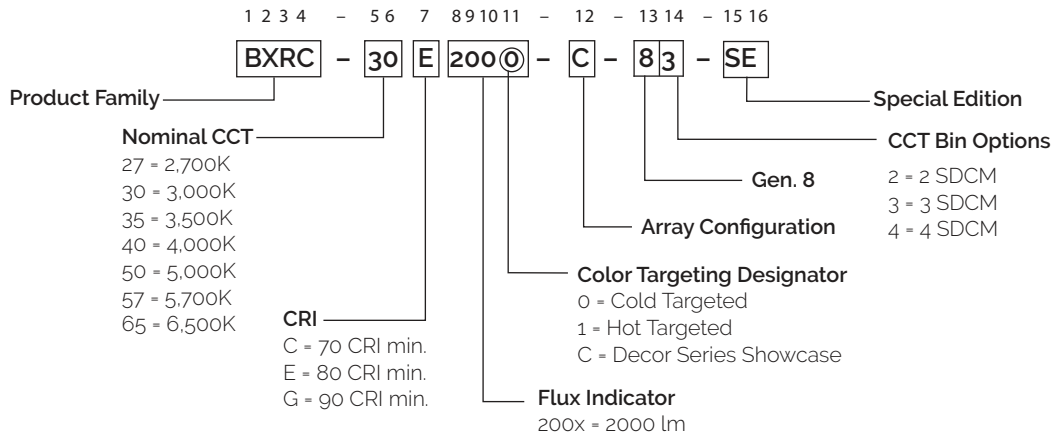 1 2 3 4 – 5 6 7 8 9 10 11 – 12 – 13 14 – 15 16
BXRC – 30 E 2000 – C – 8 3 – SE
Product Family
Special Edition
Nominal CCT
27 = 2,700K
30 = 3,000K
35 = 3,500K
40 = 4,000K
50 = 5,000K
57 = 5,700K
65 = 6,500K
CCT Bin Options
2 = 2 SDCM
3 = 3 SDCM
4 = 4 SDCM
Gen. 8
Array Configuration
Color Targeting Designator
0 = Cold Targeted
1 = Hot Targeted
C = Decor Series Showcase
CRI
C = 70 CRI min.
E = 80 CRI min.
G = 90 CRI min.
Flux Indicator
200x = 2000 lm